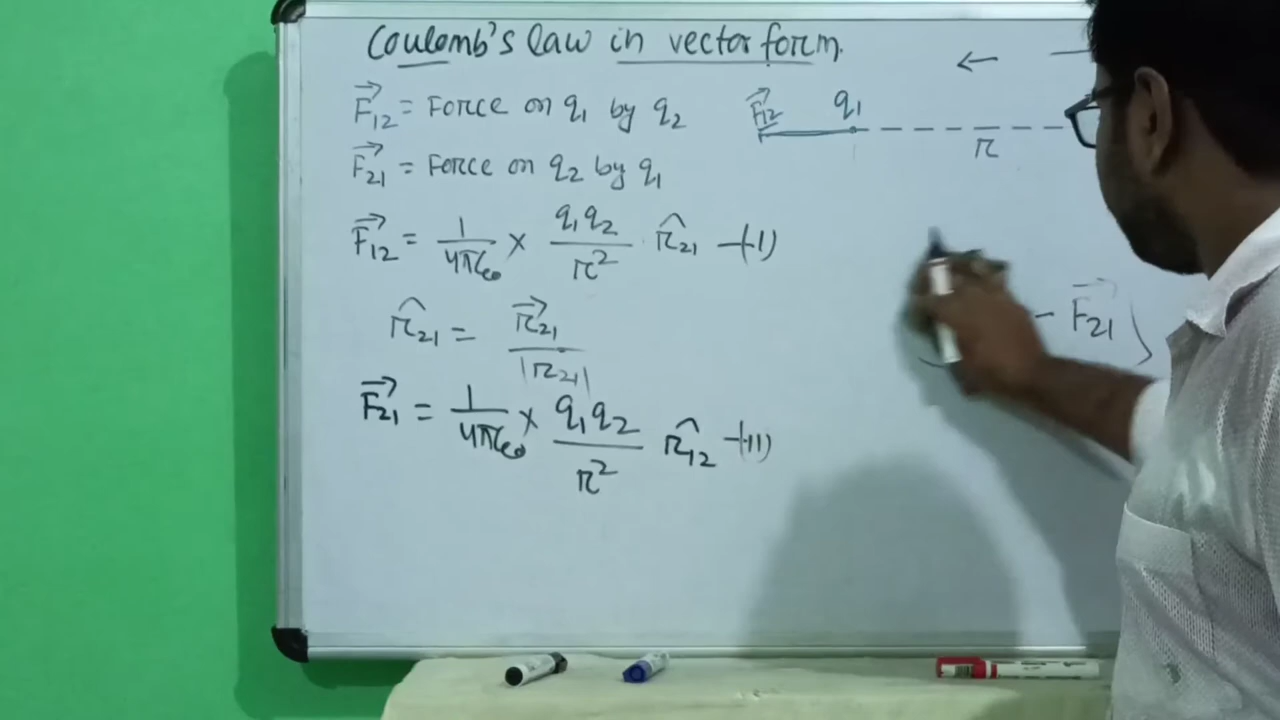 Coulomb's law in vector form.
F⃗12 = Force on q1 by q2
F⃗21 = Force on q2 by q1
F⃗12 = 1/4πε0 × q1q2/r² r̂21 –(I)
r̂21 = r⃗21/|r21|
F⃗21 = 1/4πε0 × q1q2/r² r̂12 –(II)
←
F⃗12 q1
r
- F⃗21 )